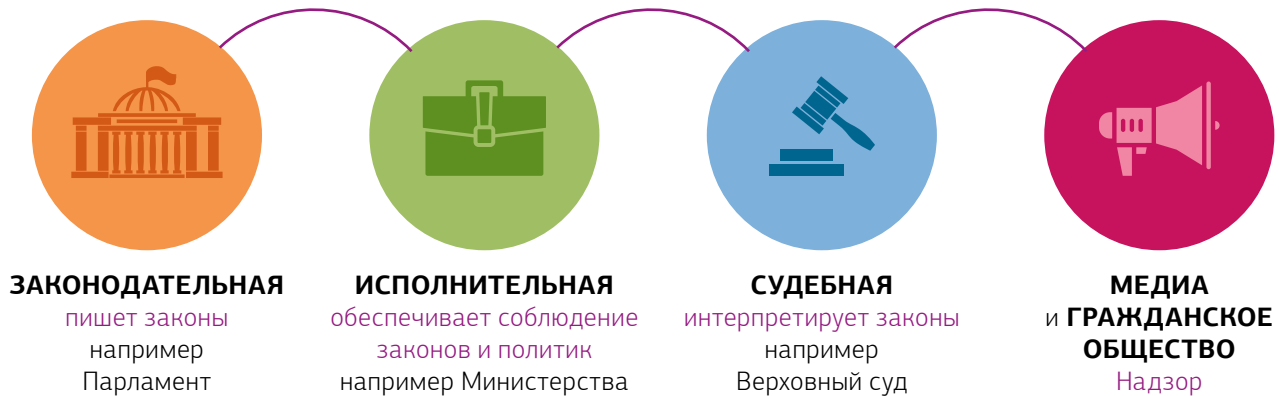 ЗАКОНОДАТЕЛЬНАЯ
пишет законы
например
Парламент
ИСПОЛНИТЕЛЬНАЯ
обеспечивает соблюдение
законов и политик
например Министерства
СУДЕБНАЯ
интерпретирует законы
например
Верховный суд
МЕДИА
и ГРАЖДАНСКОЕ
ОБЩЕСТВО
Надзор